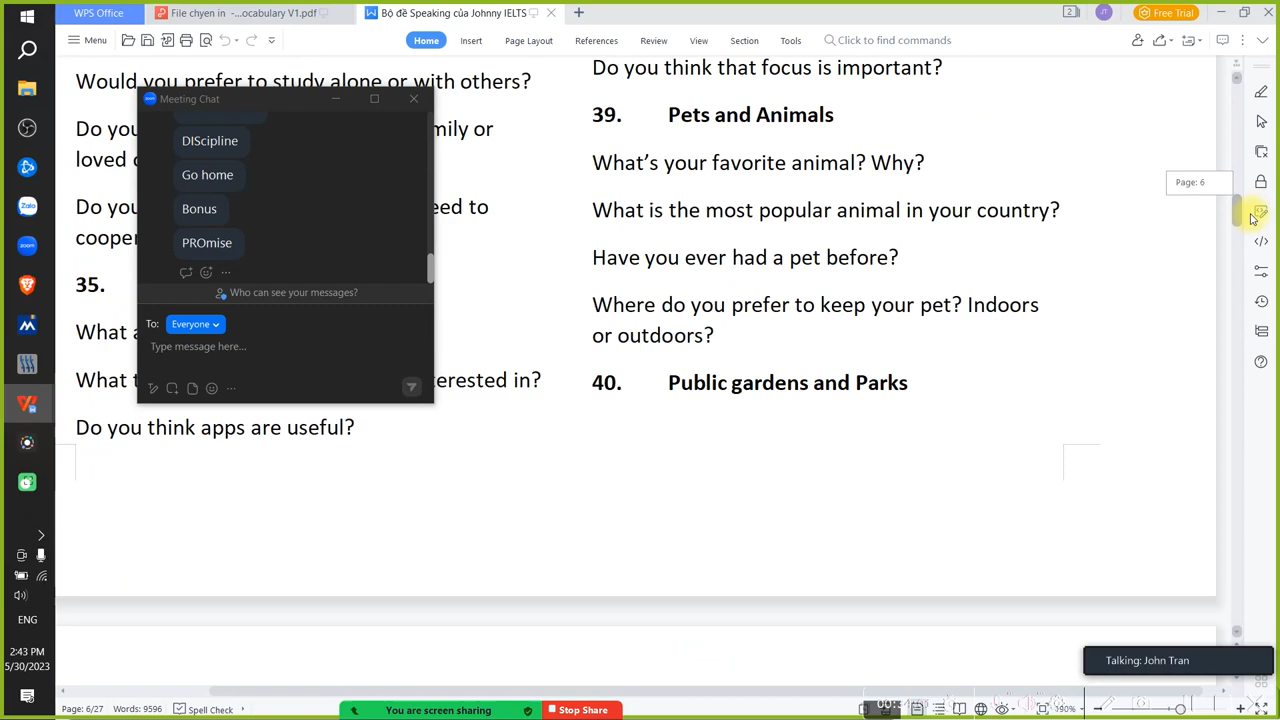 WPS Office
File chyen in -...ocabulary V1.pdf
Bộ đề Speaking của Johnny IELTS
2
JT
Free Trial
Menu
Home
Insert
Page Layout
References
Review
View
Section
Tools
Click to find commands
Would you prefer to study alone or with others?
Do you
mily or
loved
Do you
eed to
cooper
35.
What a
What t
terested in?
Do you think apps are useful?
Meeting Chat
DIScipline
Go home
Bonus
PROmise
Who can see your messages?
To: Everyone
Type message here...
Do you think that focus is important?
39. Pets and Animals
What's your favorite animal? Why?
What is the most popular animal in your country?
Have you ever had a pet before?
Where do you prefer to keep your pet? Indoors
or outdoors?
40. Public gardens and Parks
Page: 6
Zalo
zoom
ENG
2:43 PM
5/30/2023
Talking: John Tran
Page: 6/27
Words: 9596
Spell Check
You are screen sharing
Stop Share